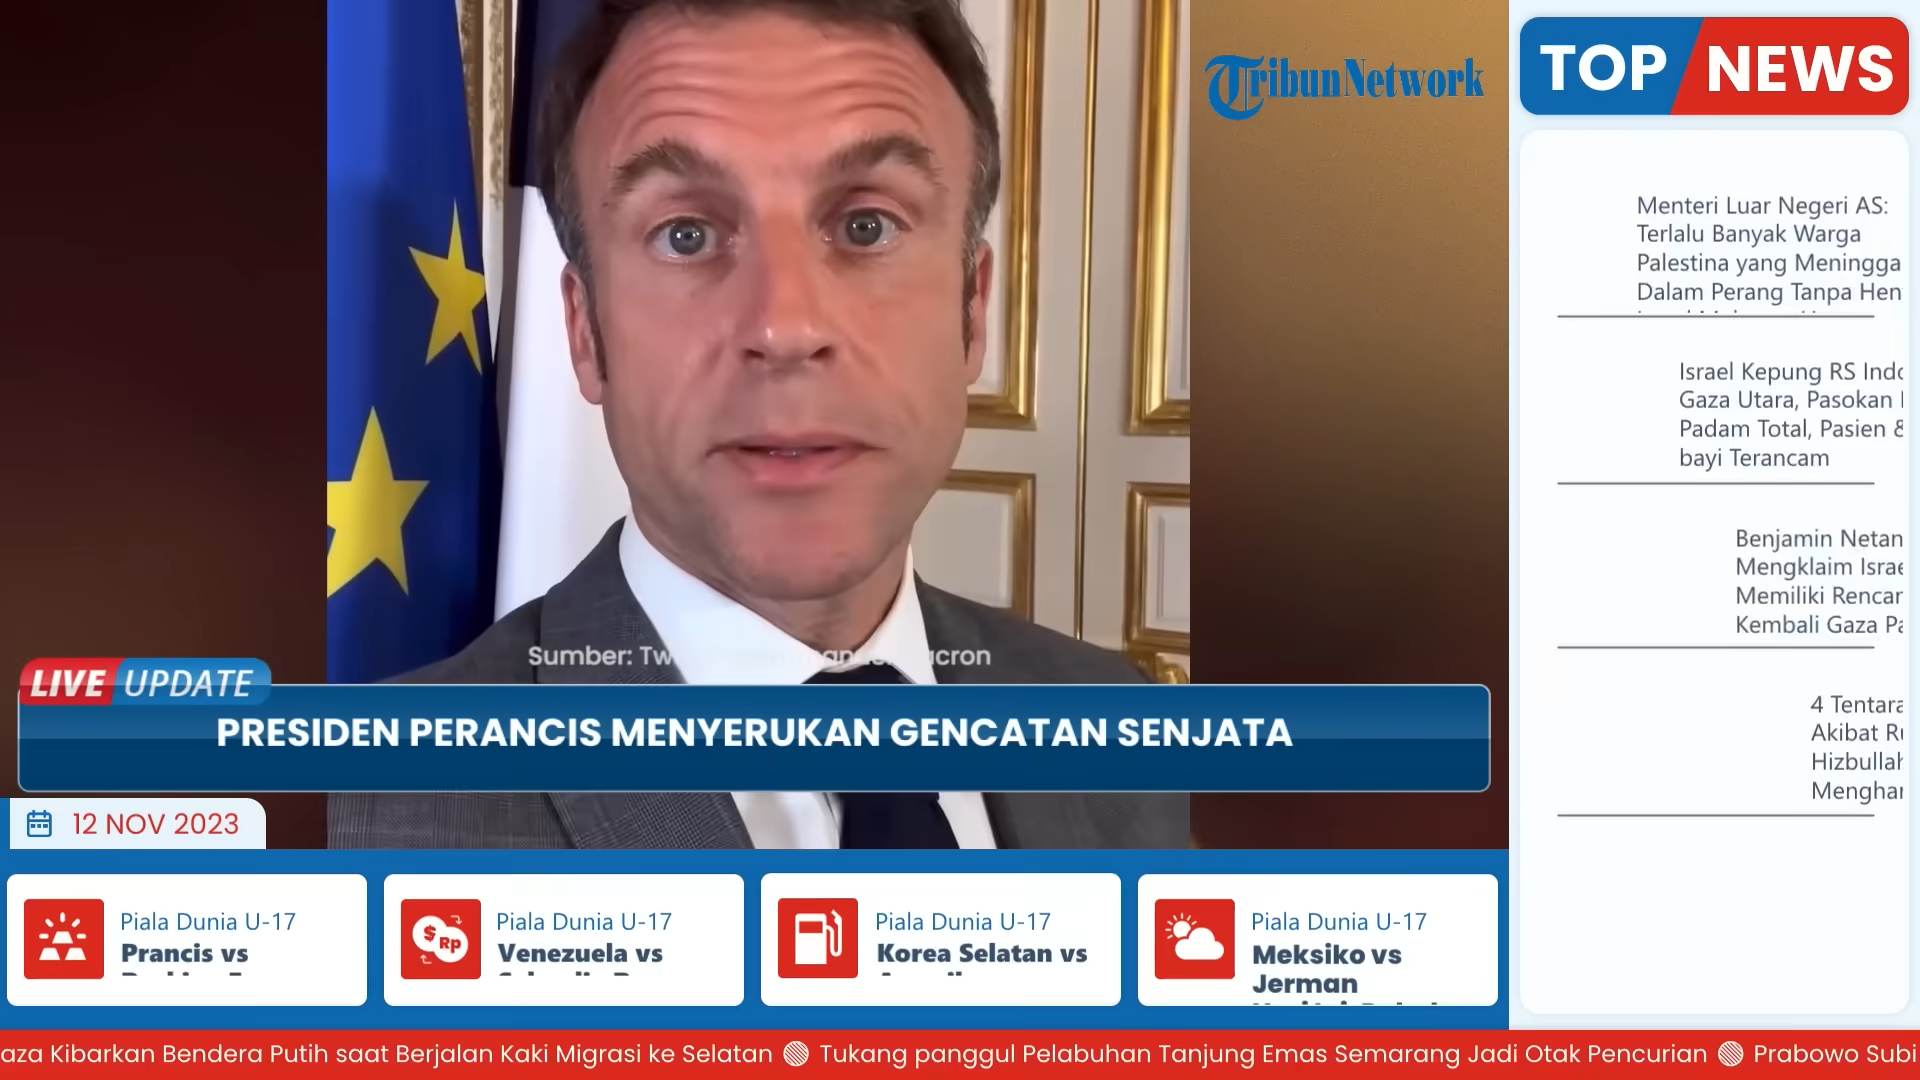 TribunNetwork
TOP NEWS
Menteri Luar Negeri AS:
Terlalu Banyak Warga
Palestina yang Meningga
Dalam Perang Tanpa Hen
Israel Kepung RS Indo
Gaza Utara, Pasokan
Padam Total, Pasien &
bayi Terancam
Benjamin Netan
Mengklaim Israe
Memiliki Rencan
Kembali Gaza Pa
4 Tentara
Akibat Ru
Hizbullah
Menghan
Sumber: Tw
acron
LIVE UPDATE
PRESIDEN PERANCIS MENYERUKAN GENCATAN SENJATA
12 NOV 2023
Piala Dunia U-17
Prancis vs
Piala Dunia U-17
Venezuela vs
Piala Dunia U-17
Korea Selatan vs
Piala Dunia U-17
Meksiko vs
Jerman
aza Kibarkan Bendera Putih saat Berjalan Kaki Migrasi ke Selatan Tukang panggul Pelabuhan Tanjung Emas Semarang Jadi Otak Pencurian Prabowo Subi